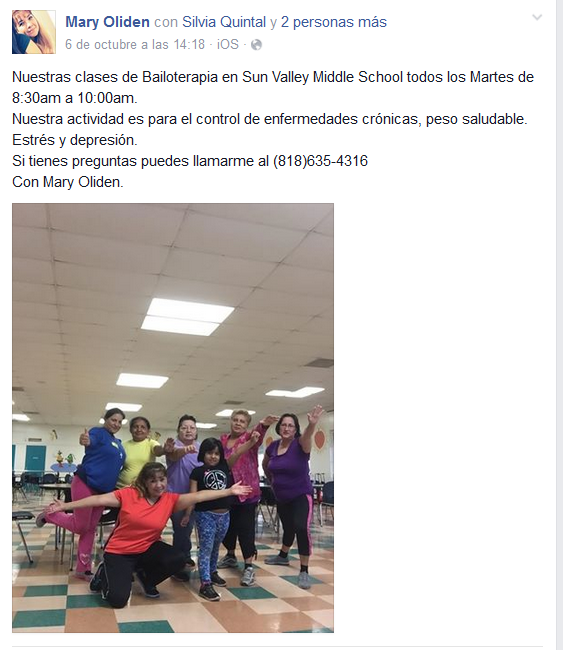 Mary Oliden con Silvia Quintal y 2 personas más
6 de octubre a las 14:18 · iOS ·
Nuestras clases de Bailoterapia en Sun Valley Middle School todos los Martes de
8:30am a 10:00am.
Nuestra actividad es para el control de enfermedades crónicas, peso saludable.
Estrés y depresión.
Si tienes preguntas puedes llamarme al (818)635-4316
Con Mary Oliden.